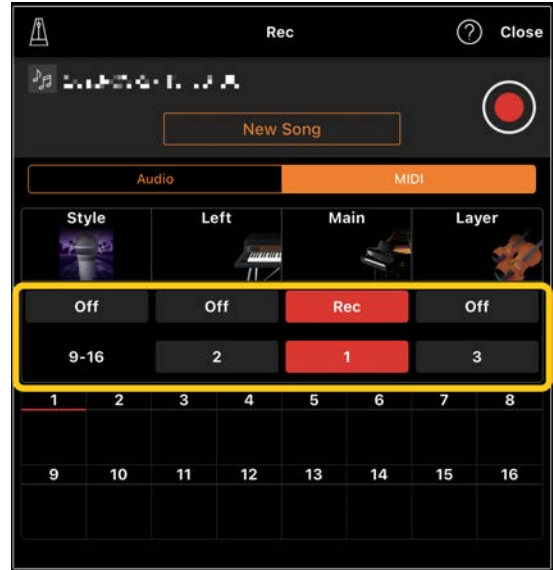 Rec ? Close
New Song
Audio MIDI
Style Left Main Layer
Off Off Rec Off
9-16 2 1 3
1 2 3 4 5 6 7 8
9 10 11 12 13 14 15 16